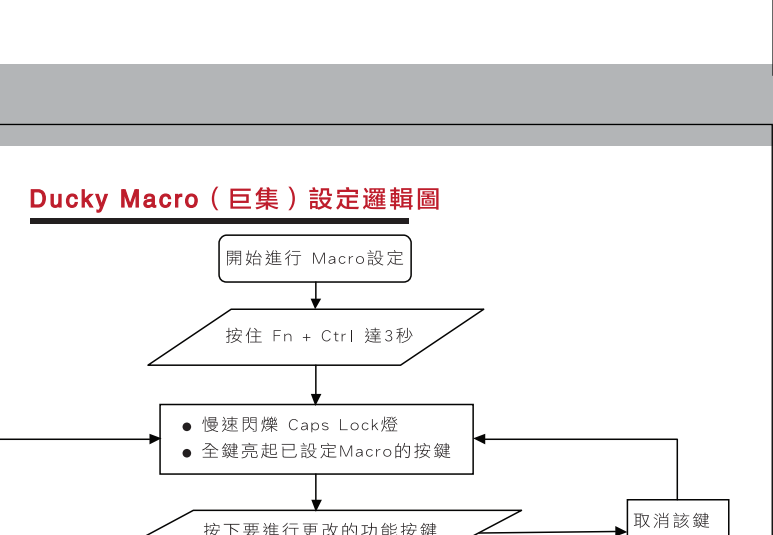 Ducky Macro（巨集）設定邏輯圖
開始進行 Macro設定
按住 Fn + Ctrl 達3秒
● 慢速閃爍 Caps Lock燈
● 全鍵亮起已設定Macro的按鍵
按下要進行更改的功能按鍵
取消該鍵